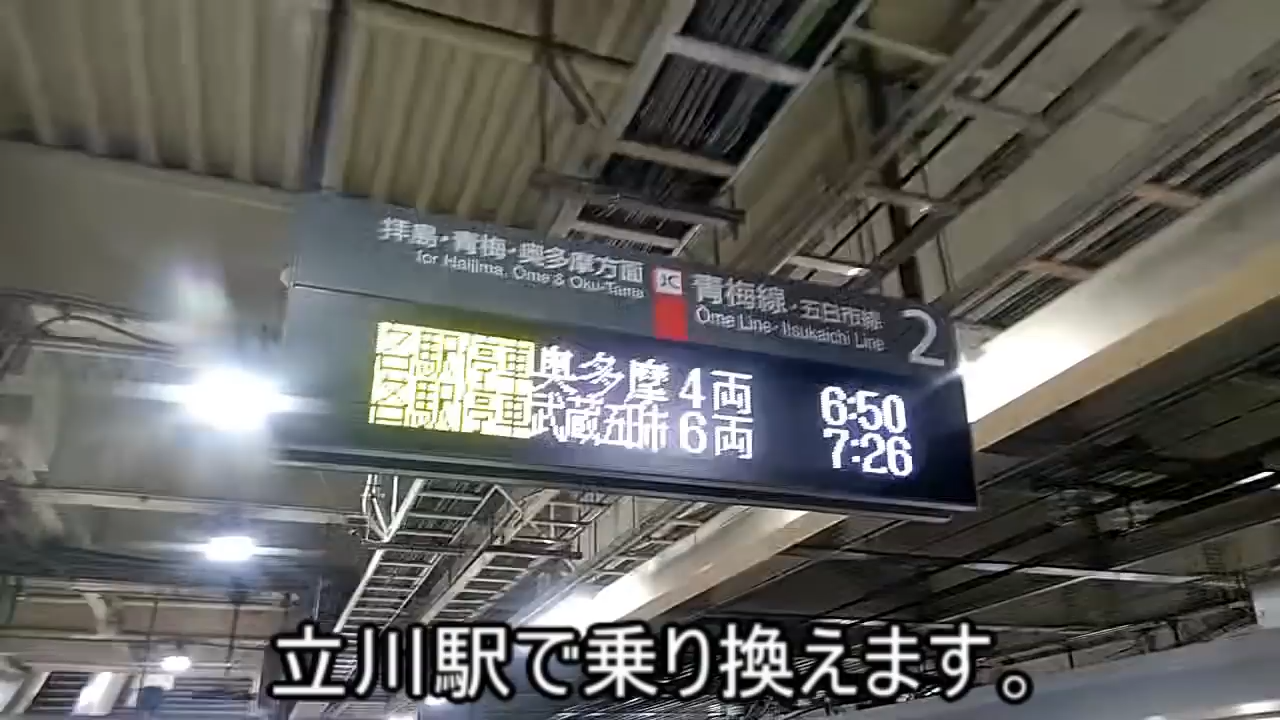 拝島・青梅・奥多摩方面
for Haijima, Ome & Oku-Tama
JC
青梅線・五日市線
Ome Line・Itsukaichi Line
2
各駅停車 奥多摩 4両 6:50
各駅停車 武蔵五日市 6両 7:26
立川駅で乗り換えます。